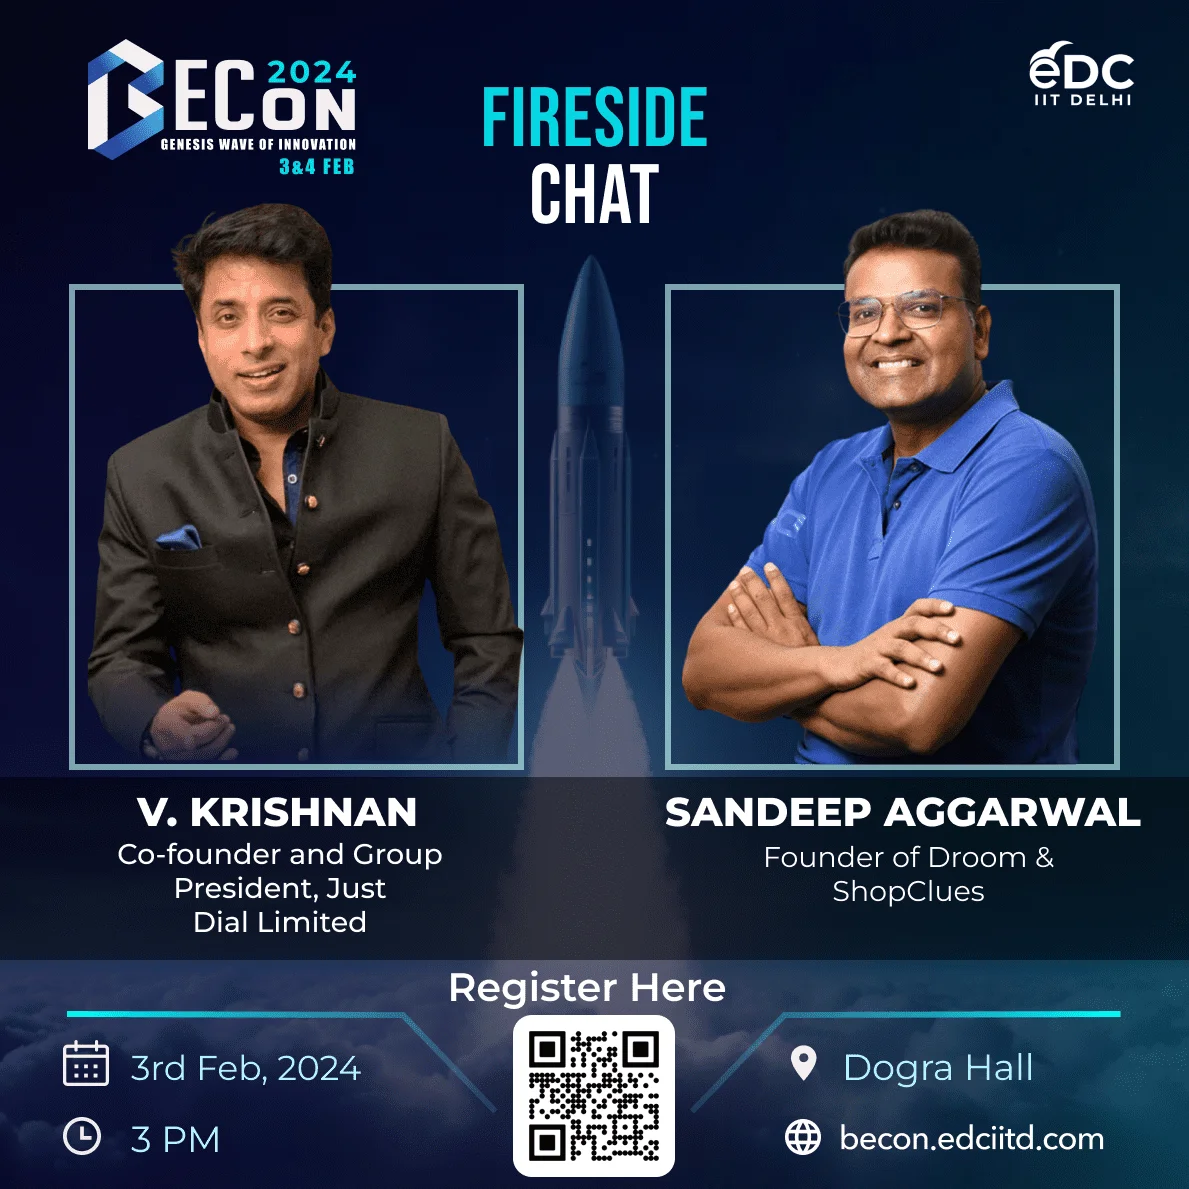 BECON 2024
GENESIS WAVE OF INNOVATION
3&4 FEB
FIRESIDE
CHAT
eDC
IIT DELHI
V. KRISHNAN
Co-founder and Group
President, Just
Dial Limited
SANDEEP AGGARWAL
Founder of Droom &
ShopClues
Register Here
3rd Feb, 2024
3 PM
Dogra Hall
becon.edciitd.com